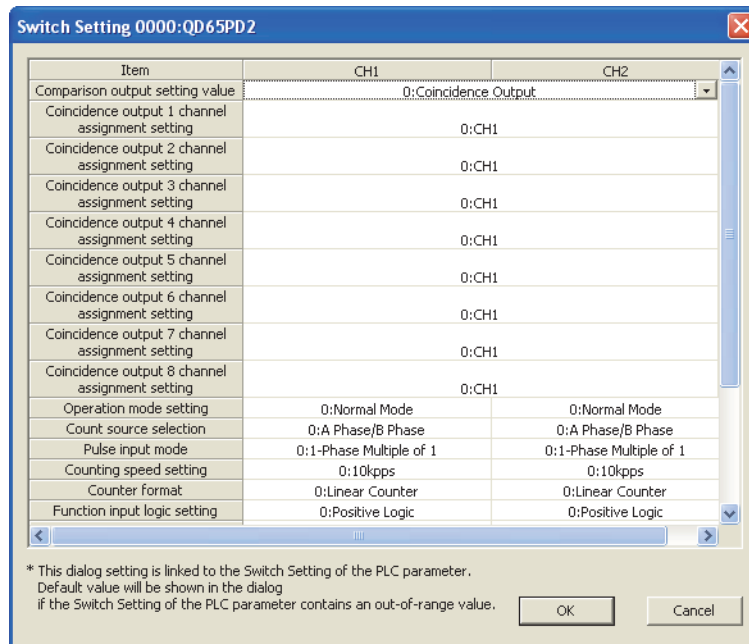 Switch Setting 0000:QD65PD2
Item CH1 CH2
Comparison output setting value 0:Coincidence Output
Coincidence output 1 channel
assignment setting 0:CH1
Coincidence output 2 channel
assignment setting 0:CH1
Coincidence output 3 channel
assignment setting 0:CH1
Coincidence output 4 channel
assignment setting 0:CH1
Coincidence output 5 channel
assignment setting 0:CH1
Coincidence output 6 channel
assignment setting 0:CH1
Coincidence output 7 channel
assignment setting 0:CH1
Coincidence output 8 channel
assignment setting 0:CH1
Operation mode setting 0:Normal Mode 0:Normal Mode
Count source selection 0:A Phase/B Phase 0:A Phase/B Phase
Pulse input mode 0:1-Phase Multiple of 1 0:1-Phase Multiple of 1
Counting speed setting 0:10kpps 0:10kpps
Counter format 0:Linear Counter 0:Linear Counter
Function input logic setting 0:Positive Logic 0:Positive Logic
* This dialog setting is linked to the Switch Setting of the PLC parameter.
Default value will be shown in the dialog
if the Switch Setting of the PLC parameter contains an out-of-range value.
OK Cancel